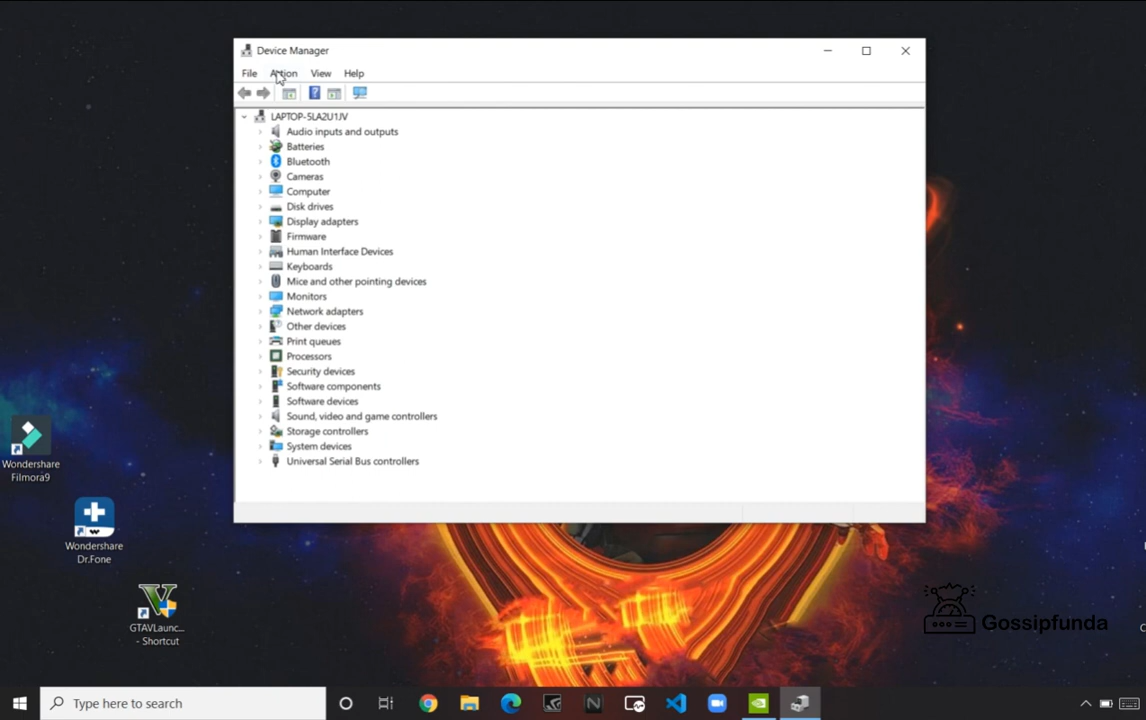 Device Manager
File Action View Help
LAPTOP-5LA2U1JV
Audio inputs and outputs
Batteries
Bluetooth
Cameras
Computer
Disk drives
Display adapters
Firmware
Human Interface Devices
Keyboards
Mice and other pointing devices
Monitors
Network adapters
Other devices
Print queues
Processors
Security devices
Software components
Software devices
Sound, video and game controllers
Storage controllers
System devices
Universal Serial Bus controllers
Wondershare
Filmora9
Wondershare
Dr.Fone
GTAVLaunc...
- Shortcut
Gossipfunda
Type here to search